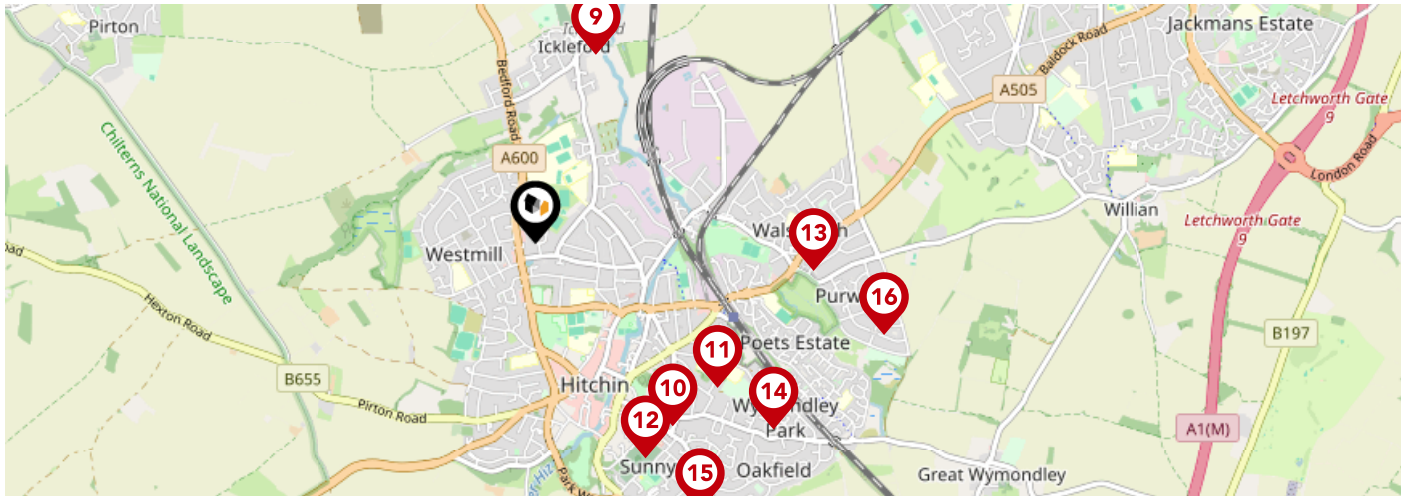 Pirton
9
Ickleford
Jackmans Estate
Baldock Road
A505
Bedford Road
Letchworth Gate
9
A600
London Road
Chilterns National Landscape
Willian
Letchworth Gate
9
13
Westmill
Hexton Road
16
B197
Poets Estate
11
B655
Hitchin
10
14
Pirton Road
12
Park
A1(M)
15
Oakfield
Great Wymondley